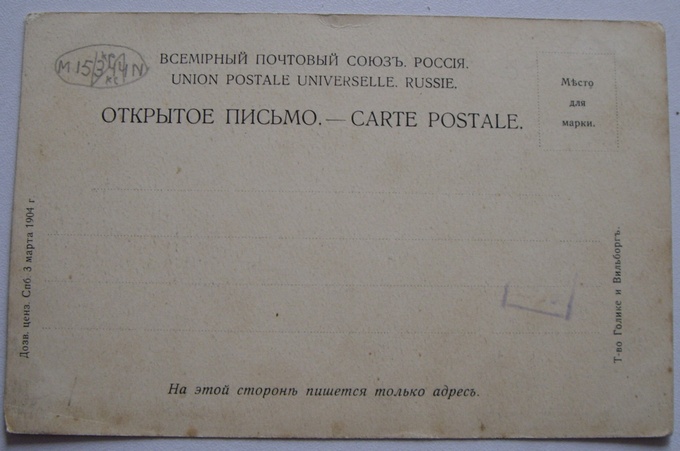 ВСЕМІРНЫЙ ПОЧТОВЫЙ СОЮЗЪ. РОССІЯ.
UNION POSTALE UNIVERSELLE. RUSSIE.
ОТКРЫТОЕ ПИСЬМО.—CARTE POSTALE.
Мѣсто
для
марки.
Дозв. ценз. Спб. 3 марта 1904 г.
Т-во Голике и Вильборгъ.
На этой сторонѣ пишется только адресъ.